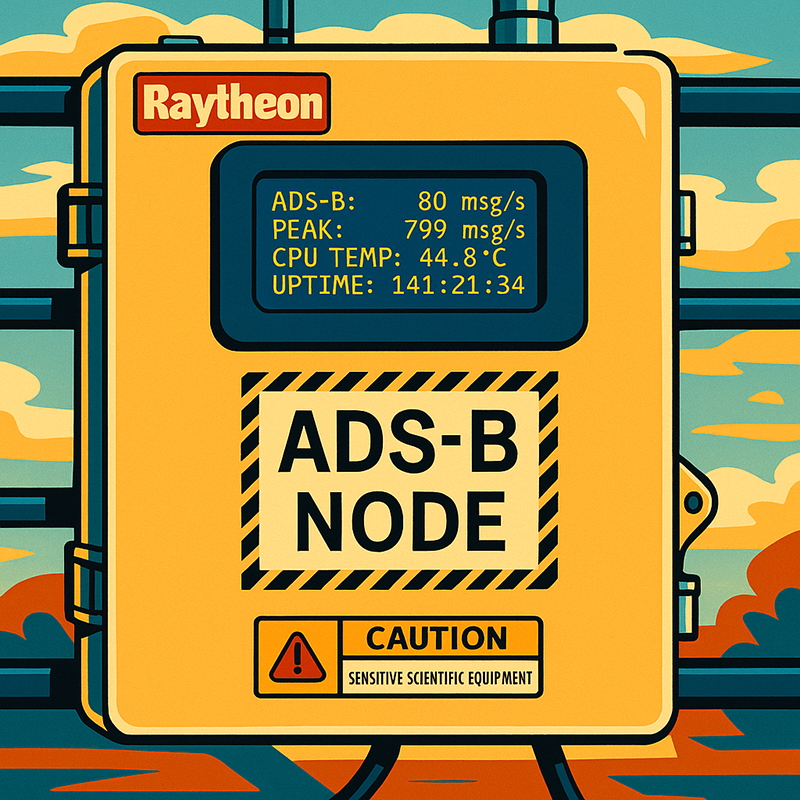 Raytheon
ADS-B: 80 msg/s
PEAK: 799 msg/s
CPU TEMP: 44.8°C
UPTIME: 141:21:34
ADS-B
NODE
CAUTION
SENSITIVE SCIENTIFIC EQUIPMENT